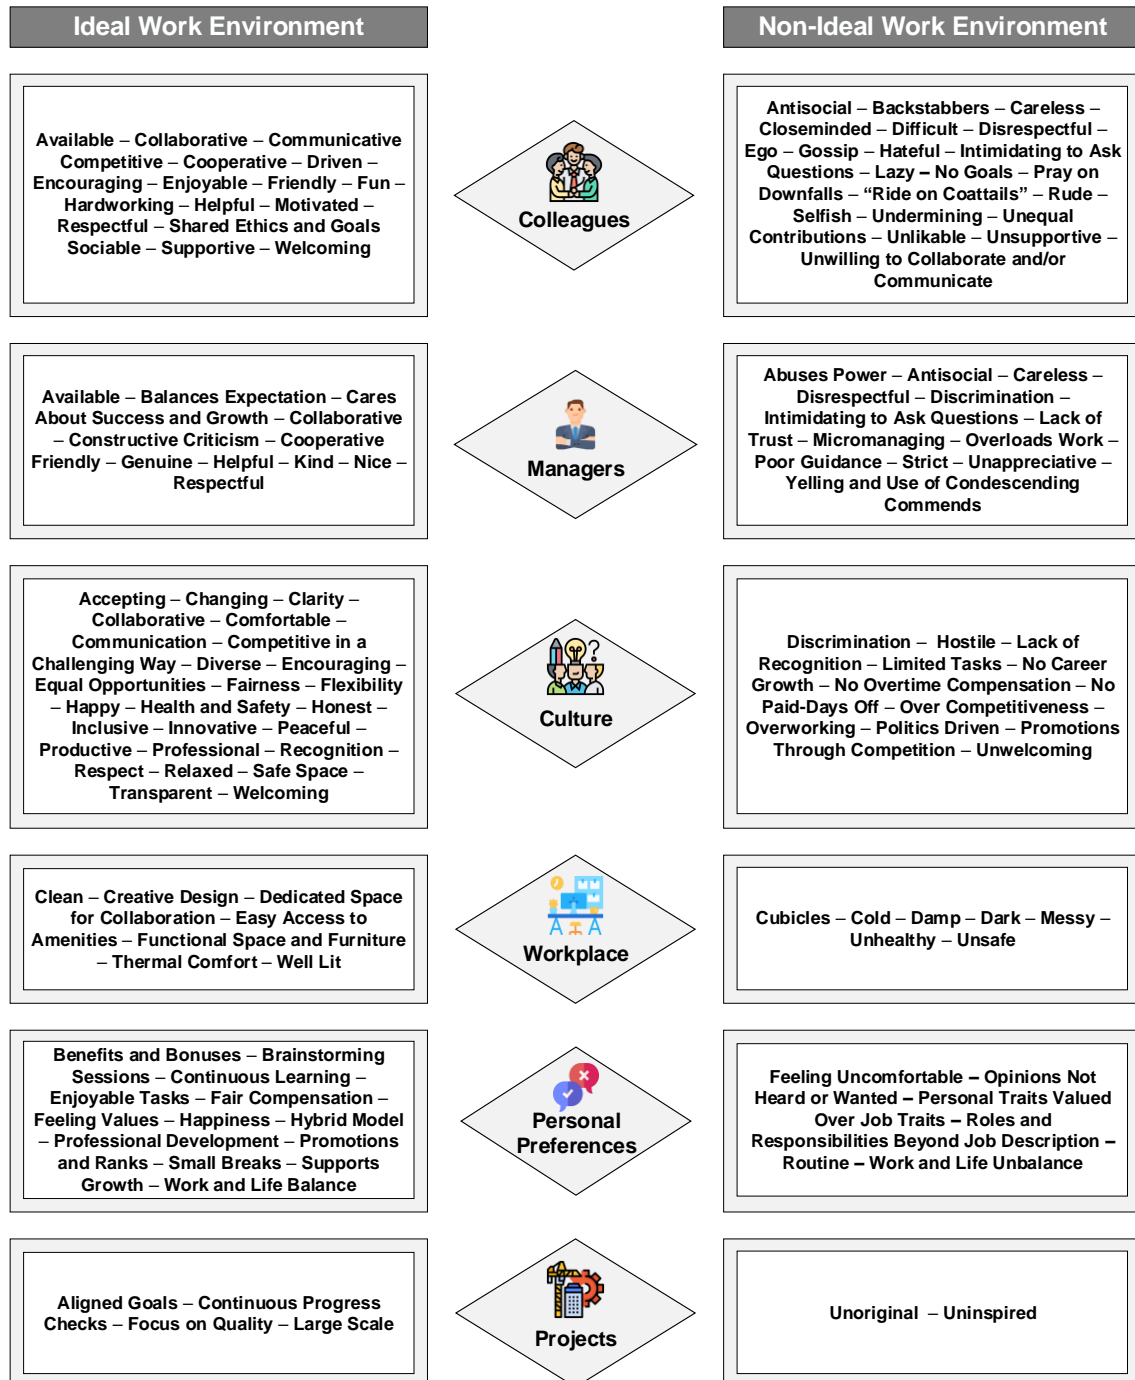 Ideal Work Environment
Non-Ideal Work Environment
Available – Collaborative – Communicative
Competitive – Cooperative – Driven –
Encouraging – Enjoyable – Friendly – Fun –
Hardworking – Helpful – Motivated –
Respectful – Shared Ethics and Goals
Sociable – Supportive – Welcoming
Colleagues
Antisocial – Backstabbers – Careless –
Closeminded – Difficult – Disrespectful –
Ego – Gossip – Hateful – Intimidating to Ask
Questions – Lazy – No Goals – Pray on
Downfalls – “Ride on Coattails” – Rude –
Selfish – Undermining – Unequal
Contributions – Unlikable – Unsupportive –
Unwilling to Collaborate and/or
Communicate
Available – Balances Expectation – Cares
About Success and Growth – Collaborative
– Constructive Criticism – Cooperative
Friendly – Genuine – Helpful – Kind – Nice –
Respectful
Managers
Abuses Power – Antisocial – Careless –
Disrespectful – Discrimination –
Intimidating to Ask Questions – Lack of
Trust – Micromanaging – Overloads Work –
Poor Guidance – Strict – Unappreciative –
Yelling and Use of Condescending
Commends
Accepting – Changing – Clarity –
Collaborative – Comfortable –
Communication – Competitive in a
Challenging Way – Diverse – Encouraging –
Equal Opportunities – Fairness – Flexibility
– Happy – Health and Safety – Honest –
Inclusive – Innovative – Peaceful –
Productive – Professional – Recognition –
Respect – Relaxed – Safe Space –
Transparent – Welcoming
Culture
Discrimination – Hostile – Lack of
Recognition – Limited Tasks – No Career
Growth – No Overtime Compensation – No
Paid-Days Off – Over Competitiveness –
Overworking – Politics Driven – Promotions
Through Competition – Unwelcoming
Clean – Creative Design – Dedicated Space
for Collaboration – Easy Access to
Amenities – Functional Space and Furniture
– Thermal Comfort – Well Lit
Workplace
Cubicles – Cold – Damp – Dark – Messy –
Unhealthy – Unsafe
Benefits and Bonuses – Brainstorming
Sessions – Continuous Learning –
Enjoyable Tasks – Fair Compensation –
Feeling Values – Happiness – Hybrid Model
– Professional Development – Promotions
and Ranks – Small Breaks – Supports
Growth – Work and Life Balance
Personal
Preferences
Feeling Uncomfortable – Opinions Not
Heard or Wanted – Personal Traits Valued
Over Job Traits – Roles and
Responsibilities Beyond Job Description –
Routine – Work and Life Unbalance
Aligned Goals – Continuous Progress
Checks – Focus on Quality – Large Scale
Projects
Unoriginal – Uninspired